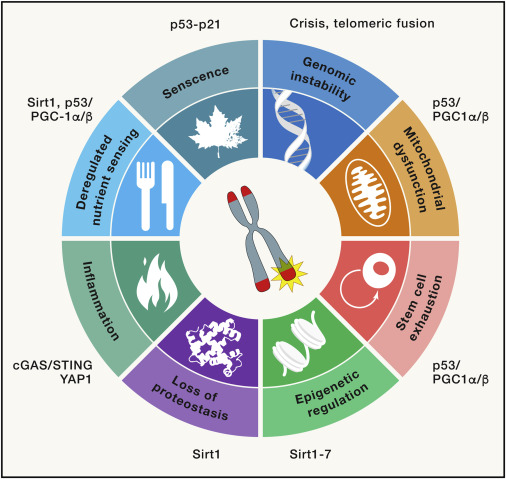 p53-p21
Crisis, telomeric fusion
Senscence
Genomic
instability
Sirt1, p53/
PGC-1α/β
p53/
PGC1α/β
Deregulated
nutrient sensing
Mitochondrial
dysfunction
Inflammation
Stem cell
exhaustion
cGAS/STING
YAP1
p53/
PGC1α/β
Loss of
proteostasis
Epigenetic
regulation
Sirt1
Sirt1-7